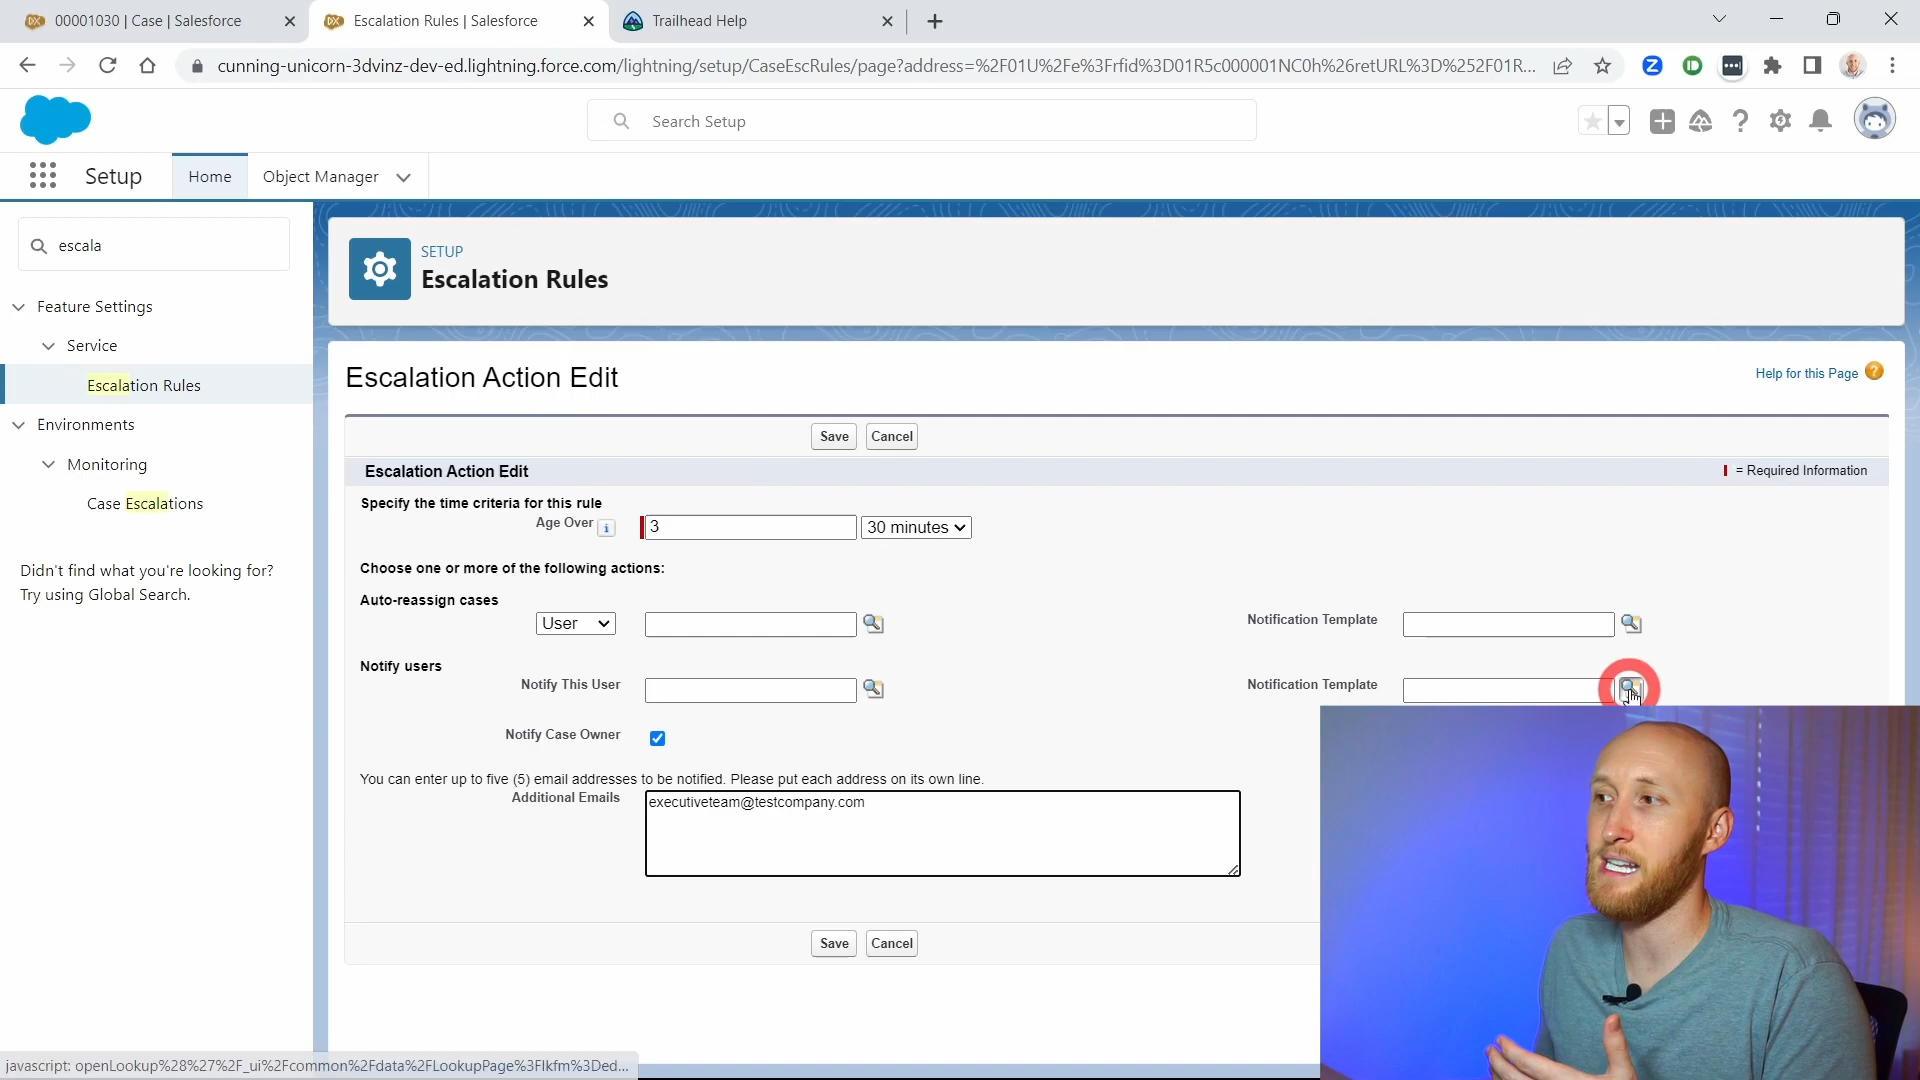 00001030 | Case | Salesforce
Escalation Rules | Salesforce
Trailhead Help
cunning-unicorn-3dvinz-dev-ed.lightning.force.com/lightning/setup/CaseEscRules/page?address=%2F01U%2Fe%3Frfid%3D01R5c000001NC0h%26retURL%3D%252F01R...
Search Setup
Setup
Home
Object Manager
escala
Feature Settings
Service
Escalation Rules
Environments
Monitoring
Case Escalations
Didn't find what you're looking for?
Try using Global Search.
SETUP
Escalation Rules
Escalation Action Edit
Help for this Page
Save
Cancel
Escalation Action Edit
= Required Information
Specify the time criteria for this rule
Age Over
3
30 minutes
Choose one or more of the following actions:
Auto-reassign cases
User
Notification Template
Notify users
Notify This User
Notification Template
Notify Case Owner
You can enter up to five (5) email addresses to be notified. Please put each address on its own line.
Additional Emails
executiveteam@testcompany.com
Save
Cancel
javascript: openLookup%28%27%2F_ui%2Fcommon%2Fdata%2FLookupPage%3Flkfm%3Ded...